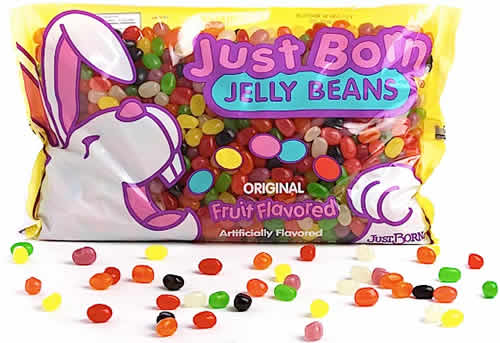 Just Born
JELLY BEANS
ORIGINAL
Fruit Flavored
Artificially Flavored
JUST BORN